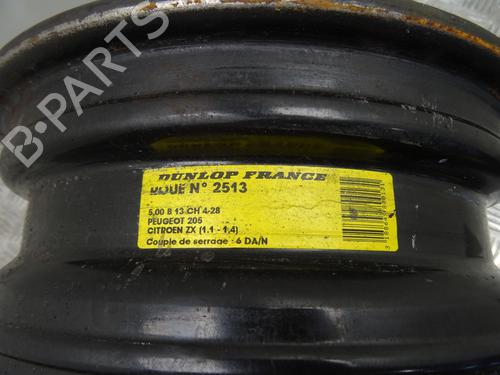 B-PARTS
DUNLOP FRANCE
ROUE N° 2513
5,00 B 13 CH 4-28
PEUGEOT 205
CITROEN ZX (1.1 - 1.4)
Couple de serrage : 6 DA/N